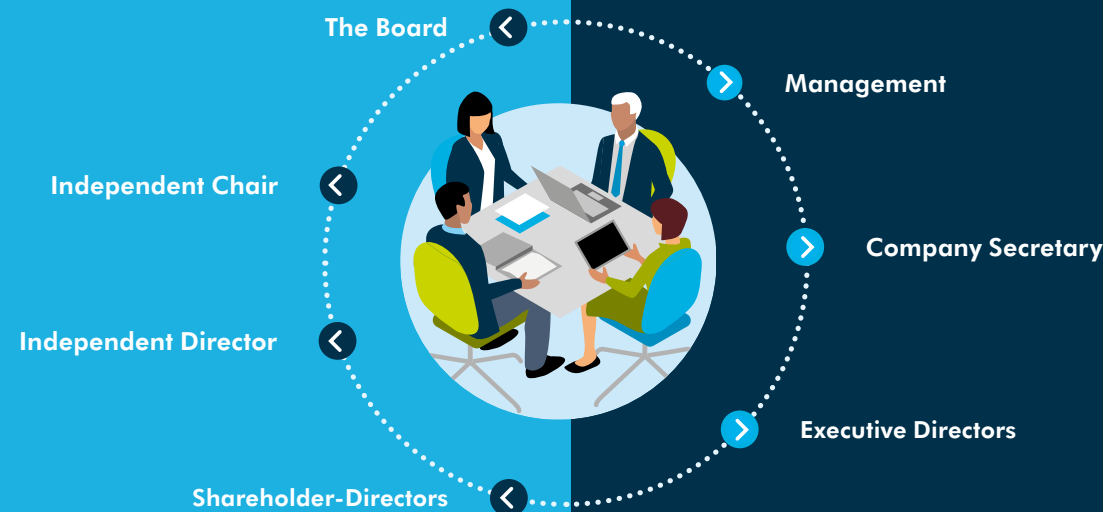 The Board
Management
Independent Chair
Company Secretary
Independent Director
Executive Directors
Shareholder-Directors